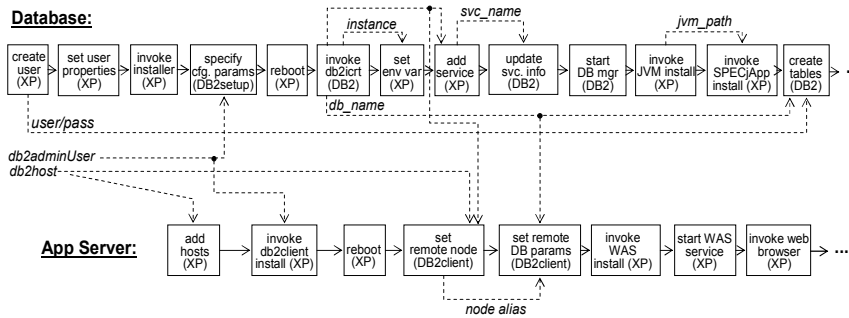 Database:
svc_name
instance
jvm_path
create
user
(XP)
set user
properties
(XP)
invoke
installer
(XP)
specify
cfg. params
(DB2setup)
reboot
(XP)
invoke
db2icrt
(DB2)
set
env var
(XP)
add
service
(XP)
update
svc. info
(DB2)
start
DB mgr
(DB2)
invoke
JVM install
(XP)
invoke
SPECjApp
install (XP)
create
tables
(DB2)
db_name
user/pass
db2adminUser
db2host
App Server:
add
hosts
(XP)
invoke
db2client
install (XP)
reboot
(XP)
set
remote node
(DB2client)
set remote
DB params
(DB2client)
invoke
WAS
install (XP)
start WAS
service
(XP)
invoke web
browser
(XP)
...
node alias